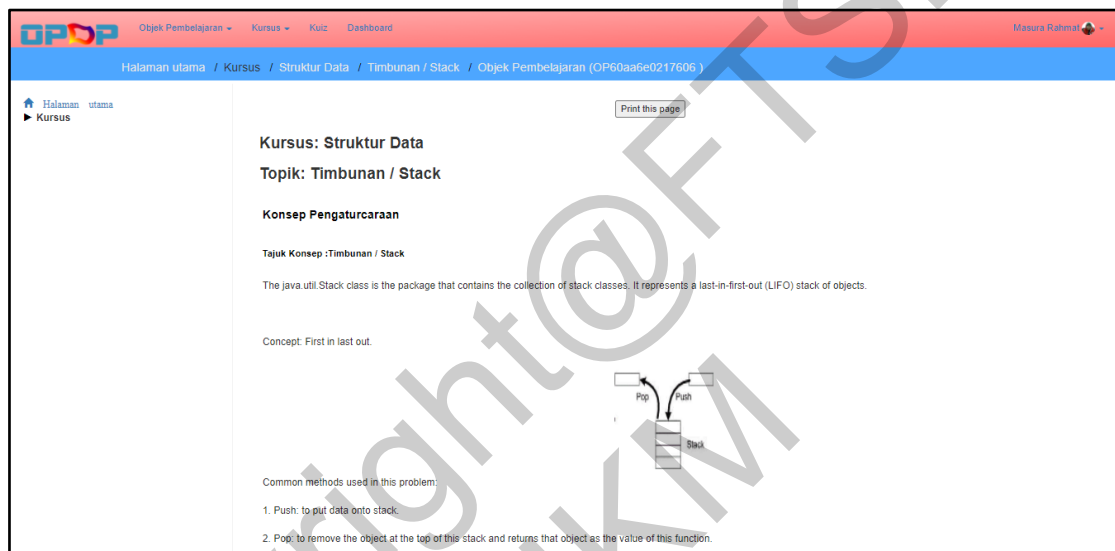 OPOP
Objek Pembelajaran Kursus Kuiz Dashboard Masura Rahmat
Halaman utama / Kursus / Struktur Data / Timbunan / Stack / Objek Pembelajaran (OP60aa6e0217606 )
Halaman utama
Kursus
Print this page
Kursus: Struktur Data
Topik: Timbunan / Stack
Konsep Pengaturcaraan
Tajuk Konsep :Timbunan / Stack
The java.util.Stack class is the package that contains the collection of stack classes. It represents a last-in-first-out (LIFO) stack of objects.
Concept: First in last out.
Pop Push
Stack
Common methods used in this problem:
1. Push: to put data onto stack.
2. Pop: to remove the object at the top of this stack and returns that object as the value of this function.